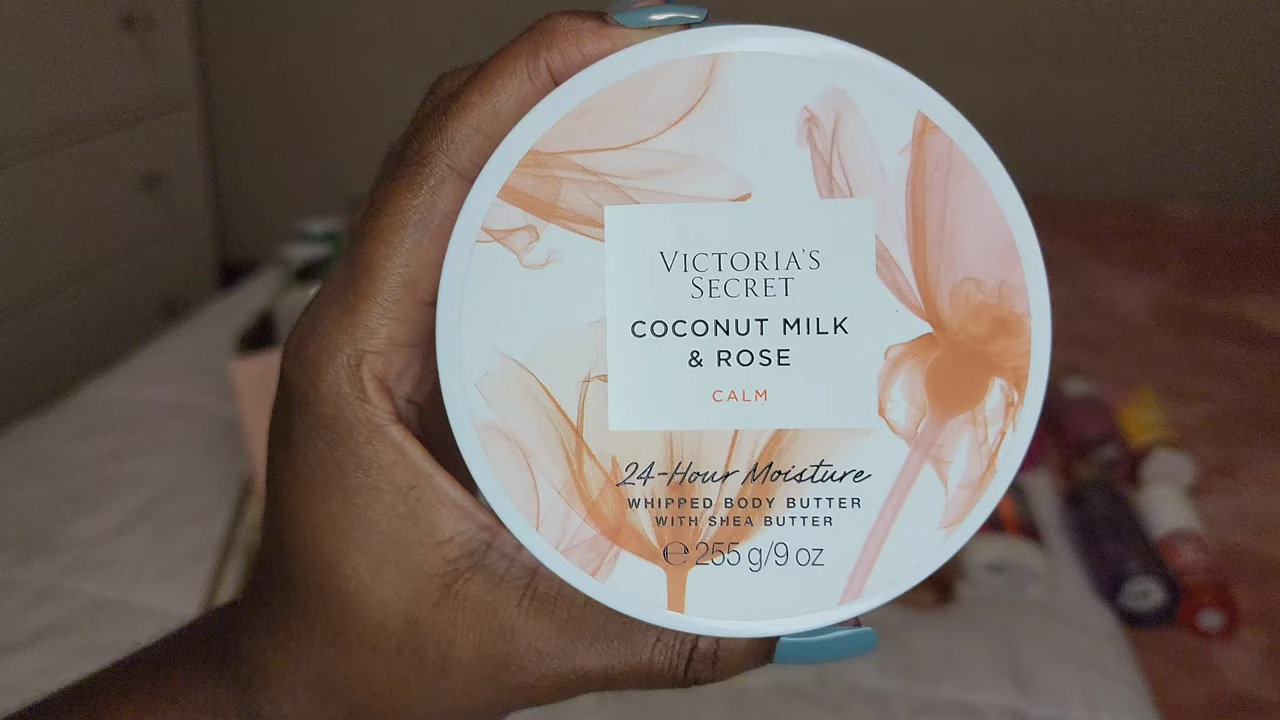 VICTORIA'S
SECRET
COCONUT MILK
& ROSE
CALM
24-Hour Moisture
WHIPPED BODY BUTTER
WITH SHEA BUTTER
℮ 255 g/9 oz